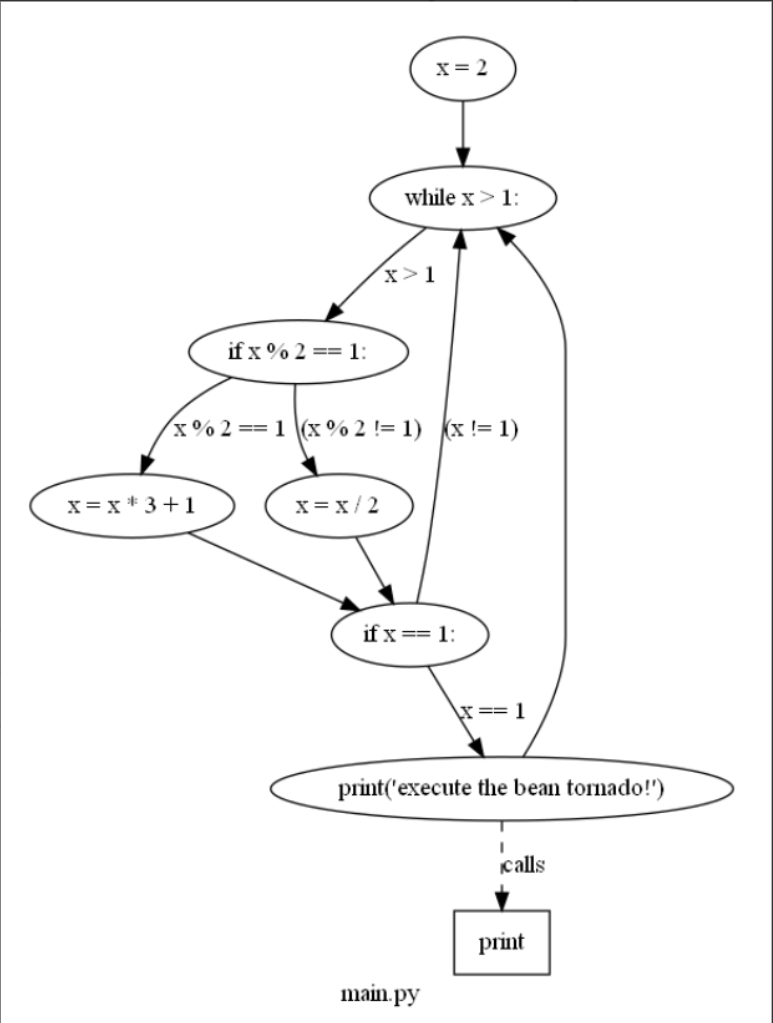 x = 2
while x > 1:
x > 1
if x % 2 == 1:
x % 2 == 1
(x % 2 != 1)
(x != 1)
x = x * 3 + 1
x = x / 2
if x == 1:
x == 1
print('execute the bean tornado!')
calls
print
main.py